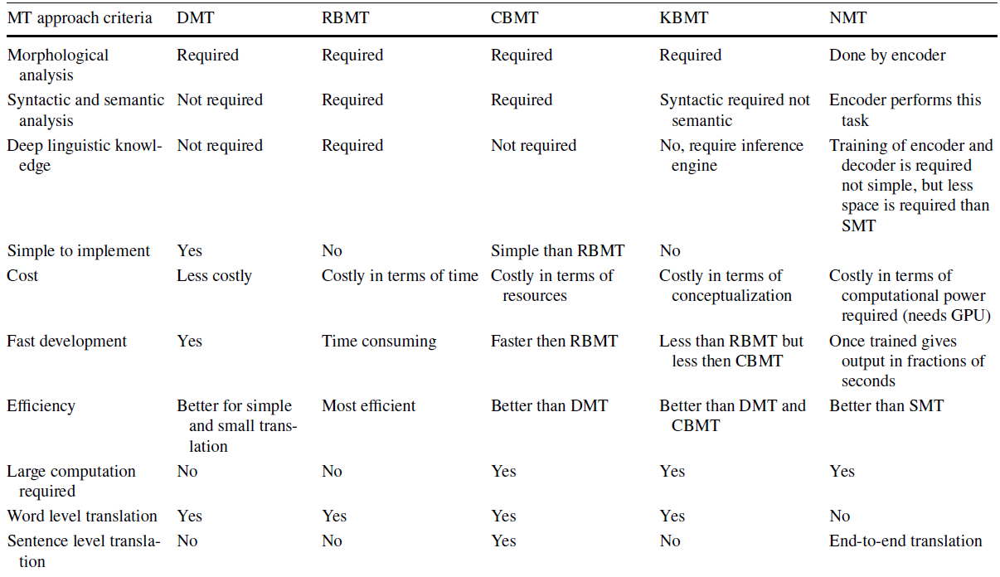 MT approach criteria DMT RBMT CBMT KBMT NMT
Morphological Required Required Required Required Done by encoder
analysis
Syntactic and semantic Not required Required Required Syntactic required not Encoder performs this
analysis semantic task
Deep linguistic knowl- Not required Required Not required No, require inference Training of encoder and
edge engine decoder is required
not simple, but less
space is required than
SMT
Simple to implement Yes No Simple than RBMT No
Cost Less costly Costly in terms of time Costly in terms of Costly in terms of Costly in terms of
resources conceptualization computational power
required (needs GPU)
Fast development Yes Time consuming Faster then RBMT Less than RBMT but Once trained gives
less then CBMT output in fractions of
seconds
Efficiency Better for simple Most efficient Better than DMT Better than DMT and Better than SMT
and small trans- CBMT
lation
Large computation No No Yes Yes Yes
required
Word level translation Yes Yes Yes Yes No
Sentence level transla- No No Yes No End-to-end translation
tion